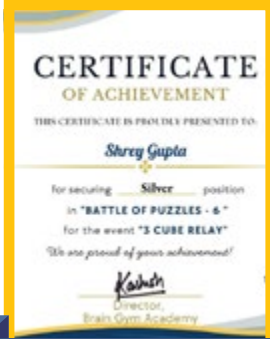 CERTIFICATE
OF ACHIEVEMENT
THIS CERTIFICATE IS PROUDLY PRESENTED TO:
Shrey Gupta
for securing Silver position
in "BATTLE OF PUZZLES - 6"
for the event "3 CUBE RELAY"
We are proud of your achievement!
Director,
Brain Gym Academy